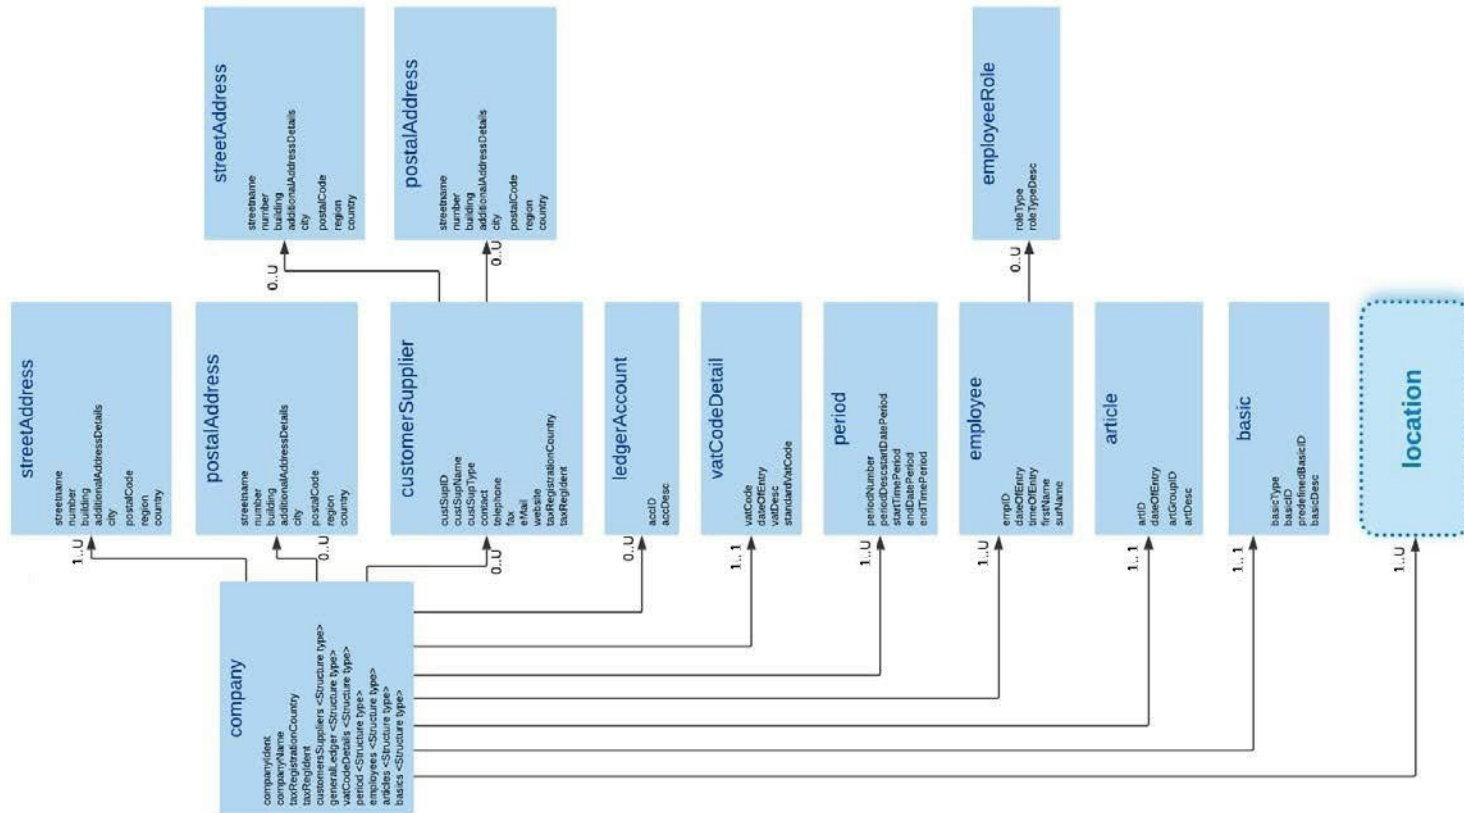 company
companyIdent
companyName
taxRegistrationCountry
taxRegIdent
customersSuppliers <Structure type>
generalLedger <Structure type>
vatCodeDetails <Structure type>
period <Structure type>
employees <Structure type>
articles <Structure type>
basics <Structure type>
1..U
streetAddress
streetname
number
building
additionalAddressDetails
city
postalCode
region
country
0..U
postalAddress
streetname
number
building
additionalAddressDetails
city
postalCode
region
country
0..U
customerSupplier
custSupID
custSupName
custSupType
contact
telephone
fax
eMail
website
taxRegistrationCountry
taxRegIdent
0..U
streetAddress
streetname
number
building
additionalAddressDetails
city
postalCode
region
country
0..U
postalAddress
streetname
number
building
additionalAddressDetails
city
postalCode
region
country
0..U
ledgerAccount
accID
accDesc
1.. 1
vatCodeDetail
vatCode
dateOfEntry
vatDesc
standardVatCode
1..U
period
periodNumber
periodDescstartDatePeriod
startTimePeriod
endDatePeriod
endTimePeriod
1..U
employee
empID
dateOfEntry
timeOfEntry
firstName
surName
0..U
employeeRole
roleType
roleTypeDesc
1.. 1
article
artID
dateOfEntry
artGroupID
artDesc
1.. 1
basic
basicType
basicID
predefinedBasicID
basicDesc
1..U
location